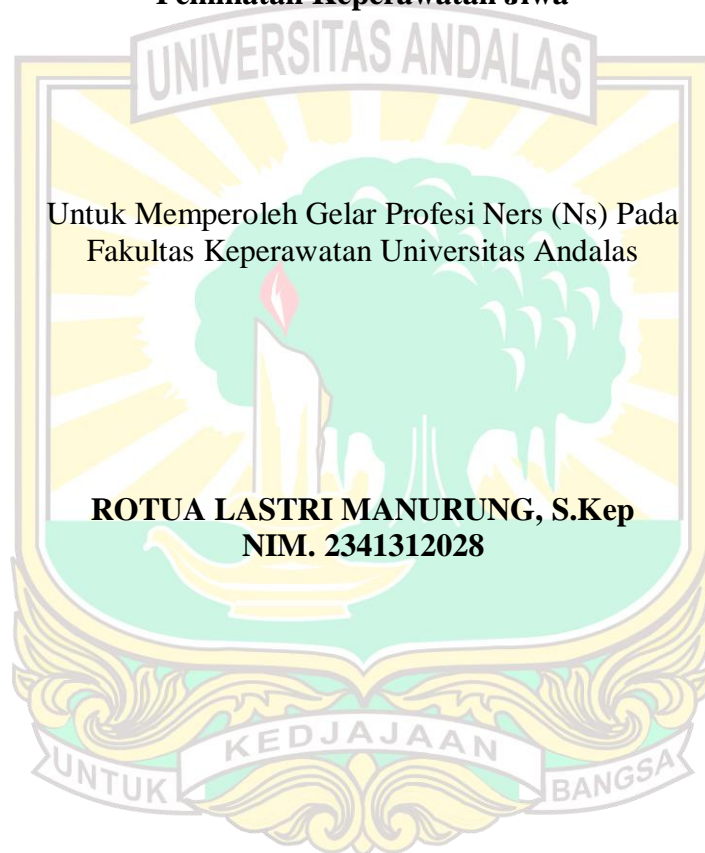 Peminatan Keperawatan Jiwa
UNIVERSITAS ANDALAS
Untuk Memperoleh Gelar Profesi Ners (Ns) Pada
Fakultas Keperawatan Universitas Andalas
ROTUA LASTRI MANURUNG, S.Kep
NIM. 2341312028
UNTUK KEDJAJAAN BANGSA